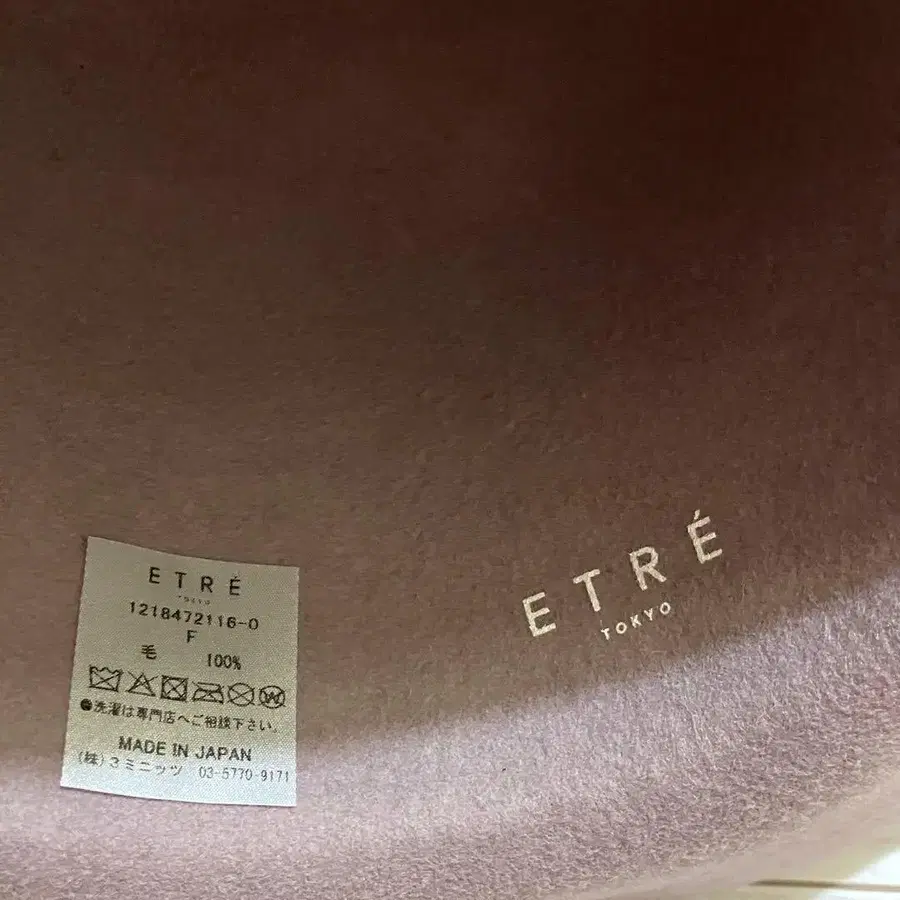 ETRÉ
TOKYO
1218472116-0
F
毛 100%
●洗濯は専門店へご相談下さい。
MADE IN JAPAN
(株)3ミニッツ 03-5770-9171
ETRÉ
TOKYO